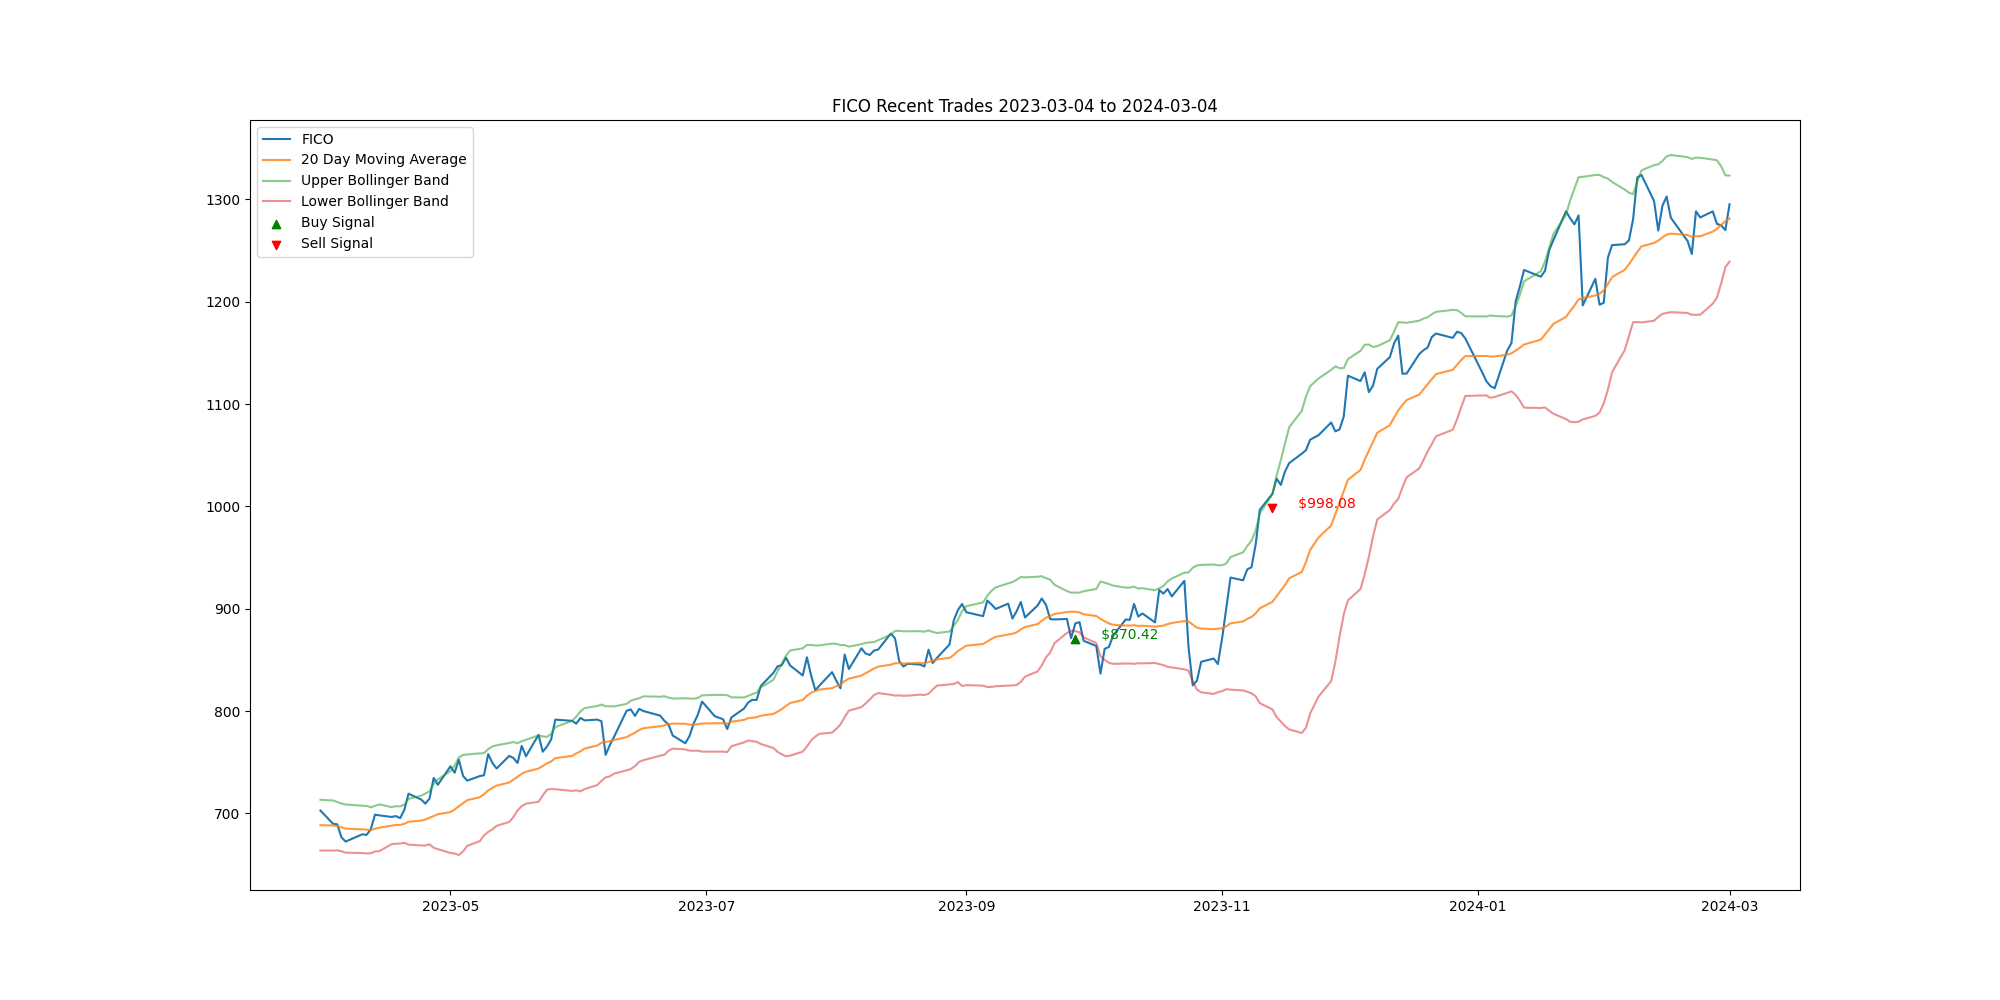 FICO Recent Trades 2023-03-04 to 2024-03-04
FICO
20 Day Moving Average
Upper Bollinger Band
Lower Bollinger Band
Buy Signal
Sell Signal
1300
1200
1100
1000
900
800
700
$998.08
$870.42
2023-05
2023-07
2023-09
2023-11
2024-01
2024-03